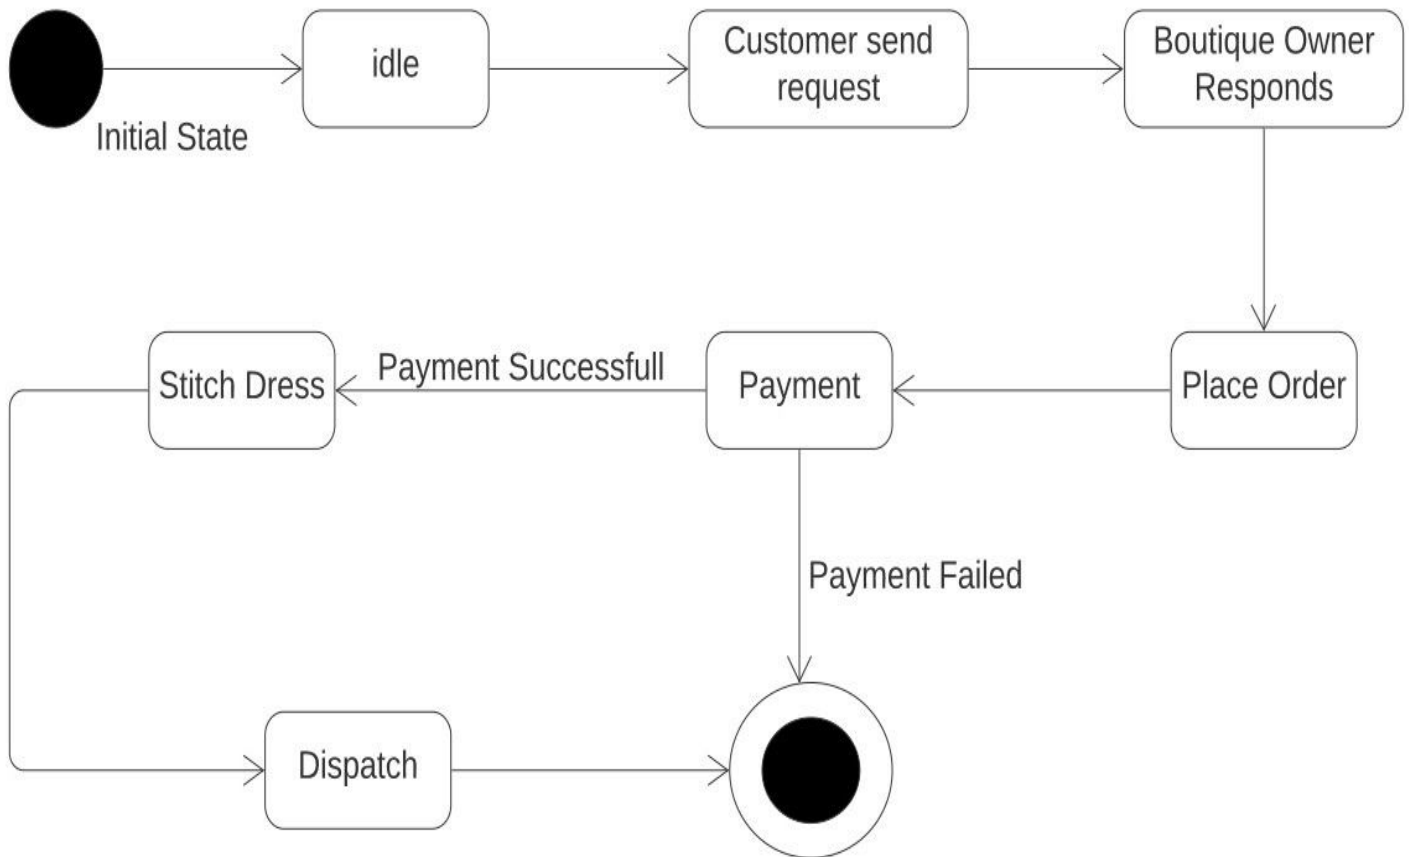 idle
Customer send
request
Boutique Owner
Responds
Initial State
Place Order
Payment
Payment Successfull
Stitch Dress
Payment Failed
Dispatch